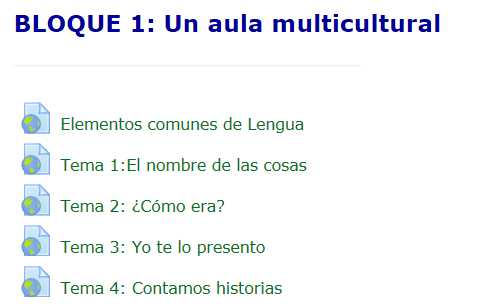 BLOQUE 1: Un aula multicultural
Elementos comunes de Lengua
Tema 1:El nombre de las cosas
Tema 2: ¿Cómo era?
Tema 3: Yo te lo presento
Tema 4: Contamos historias